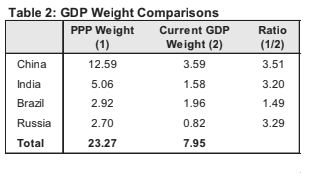 Table 2: GDP Weight Comparisons
PPP Weight Current GDP Ratio
(1) Weight (2) (1/2)
China 12.59 3.59 3.51
India 5.06 1.58 3.20
Brazil 2.92 1.96 1.49
Russia 2.70 0.82 3.29
Total 23.27 7.95